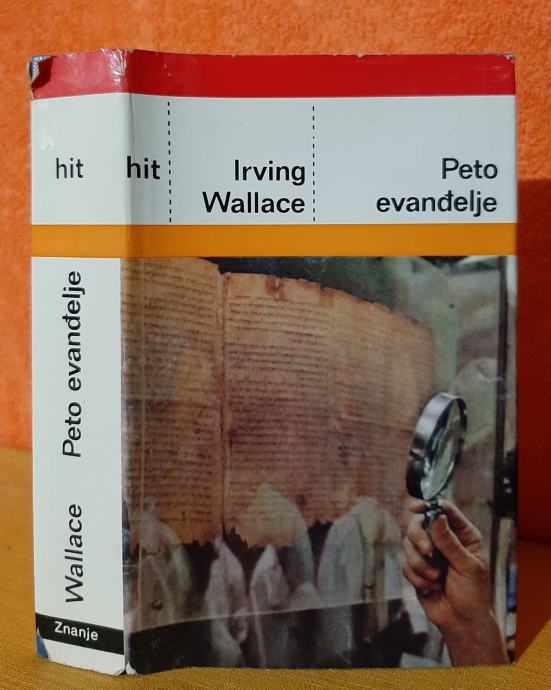 hit
Peto evanđelje
Wallace
Znanje
hit
Irving
Wallace
Peto
evanđelje